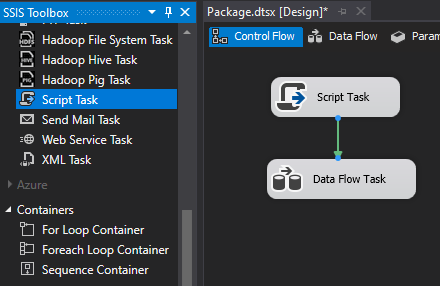 SSIS Toolbox
Hadoop File System Task
Hadoop Hive Task
Hadoop Pig Task
Script Task
Send Mail Task
Web Service Task
XML Task
Azure
Containers
For Loop Container
Foreach Loop Container
Sequence Container
Package.dtsx [Design]*
Control Flow
Data Flow
Param
Script Task
Data Flow Task